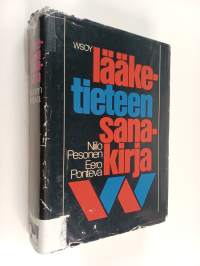 WSOY
lääke-
tieteen
sana-
kirja
Niilo
Pesonen
Eero
Ponteva